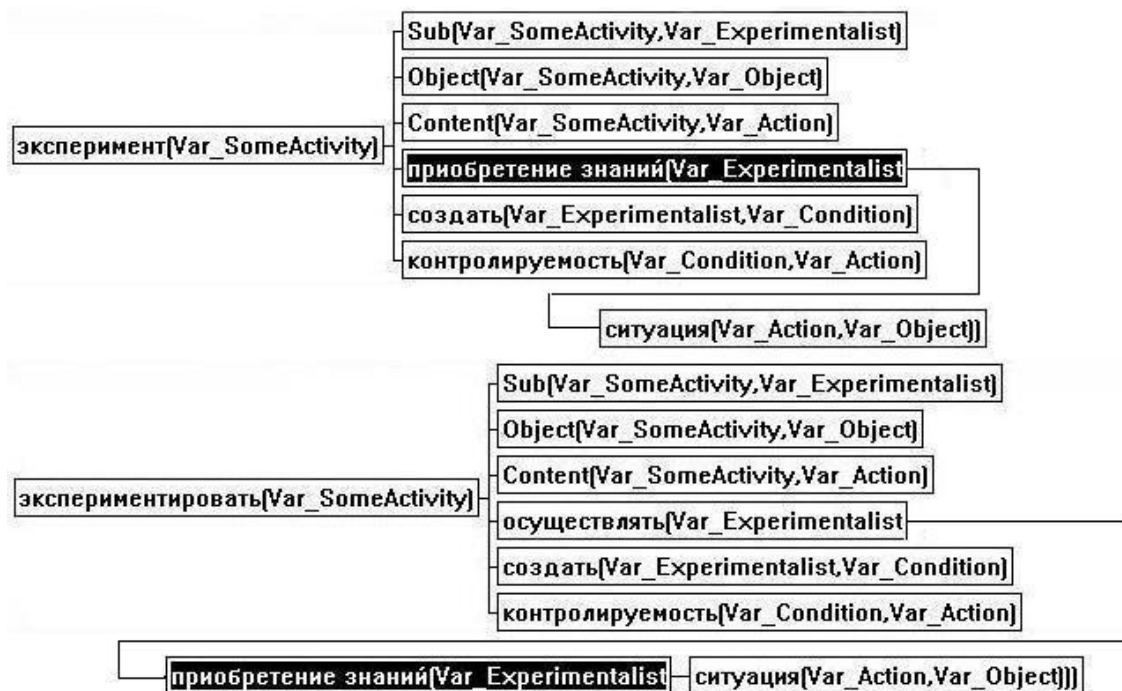 Sub(Var_SomeActivity,Var_Experimentalist)
Object(Var_SomeActivity,Var_Object)
Content(Var_SomeActivity,Var_Action)
эксперимент(Var_SomeActivity)
приобретение знаний(Var_Experimentalist
создать(Var_Experimentalist,Var_Condition)
контролируемость(Var_Condition,Var_Action)
ситуация(Var_Action,Var_Object))
Sub(Var_SomeActivity,Var_Experimentalist)
Object(Var_SomeActivity,Var_Object)
Content(Var_SomeActivity,Var_Action)
экспериментировать(Var_SomeActivity)
осуществлять(Var_Experimentalist
создать(Var_Experimentalist,Var_Condition)
контролируемость(Var_Condition,Var_Action)
приобретение знаний(Var_Experimentalist ситуация(Var_Action,Var_Object)))